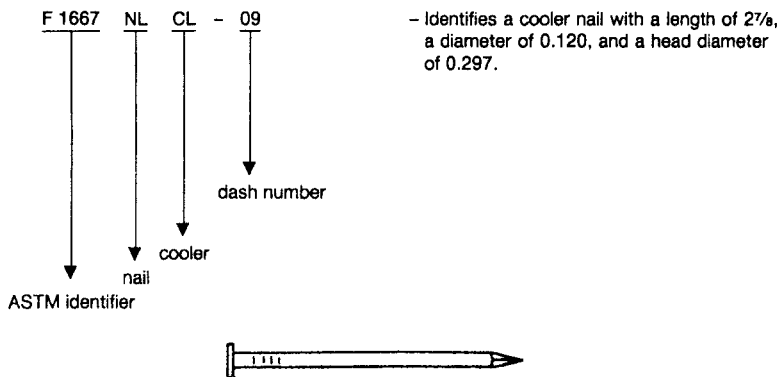 F 1667 NL CL - 09
– Identifies a cooler nail with a length of 2⅞,
a diameter of 0.120, and a head diameter
of 0.297.
dash number
cooler
nail
ASTM identifier